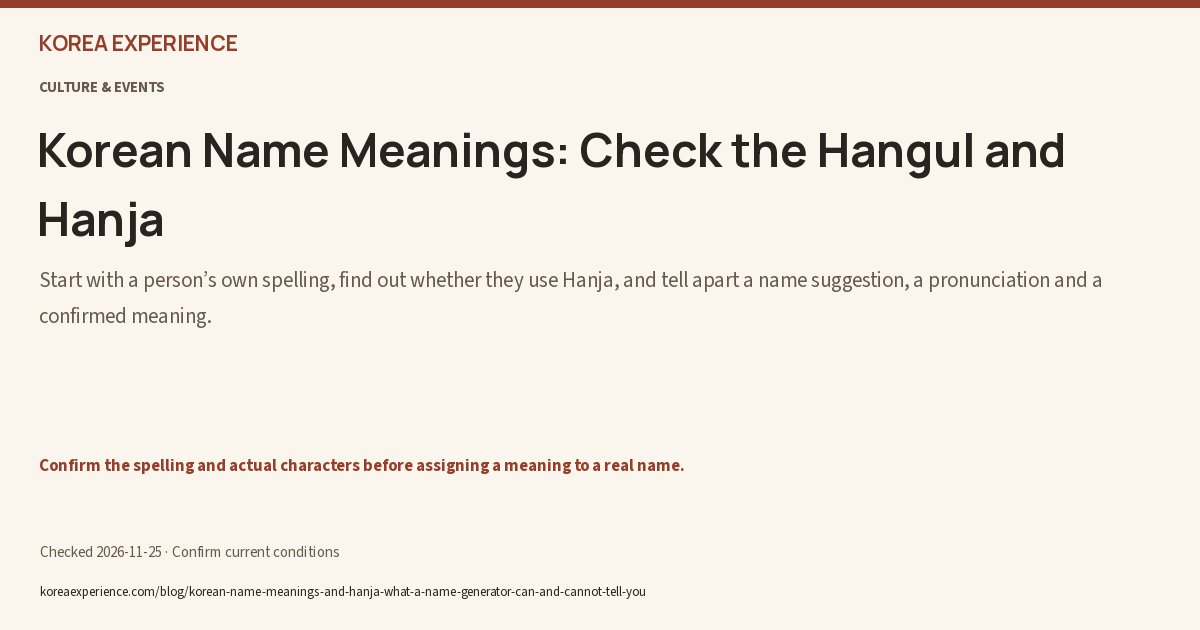 KOREA EXPERIENCE
CULTURE & EVENTS
Korean Name Meanings: Check the Hangul and
Hanja
Start with a person’s own spelling, find out whether they use Hanja, and tell apart a name suggestion, a pronunciation and a
confirmed meaning.
Confirm the spelling and actual characters before assigning a meaning to a real name.
Checked 2026-11-25 · Confirm current conditions
koreaexperience.com/blog/korean-name-meanings-and-hanja-what-a-name-generator-can-and-cannot-tell-you